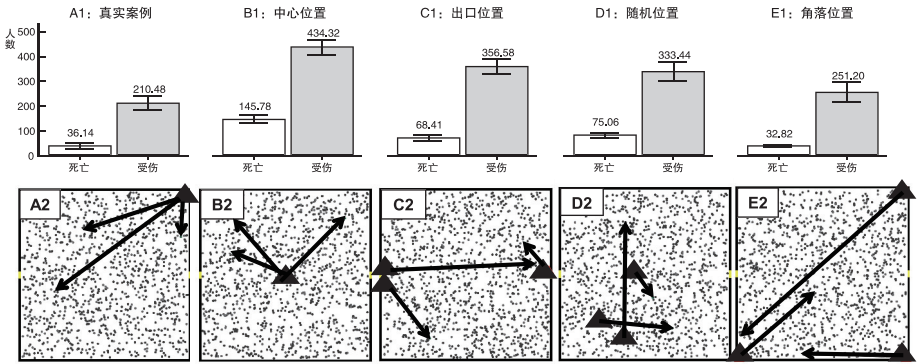 A1：真实案例 B1：中心位置 C1：出口位置 D1：随机位置 E1：角落位置
人数
500
400
300
200
100
0
36.14 210.48 145.78 434.32 68.41 356.58 75.06 333.44 32.82 251.20
死亡 受伤 死亡 受伤 死亡 受伤 死亡 受伤 死亡 受伤
A2 B2 C2 D2 E2